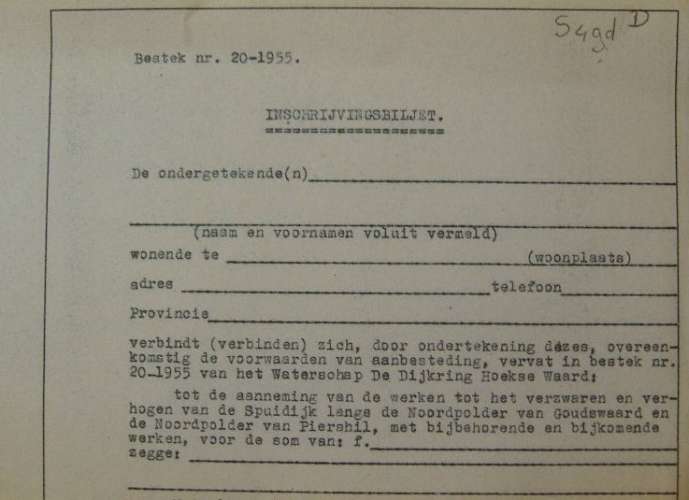 S4gd D
Bestek nr. 20-1955.
INSCHRIJVINGSBILJET.
De ondergetekende(n)
(naam en voornamen voluit vermeld)
wonende te (woonplaats)
adres telefoon
Provincie
verbindt (verbinden) zich, door ondertekening dezes, overeen-
komstig de voorwaarden van aanbesteding, vervat in bestek nr.
20-1955 van het Waterschap De Dijkring Hoekse Waard:
tot de aanneming van de werken tot het verzwaren en ver-
hogen van de Spuidijk langs de Noordpolder van Goudswaard en
de Noordpolder van Piershil, met bijbehorende en bijkomende
werken, voor de som van: f.
zegge: